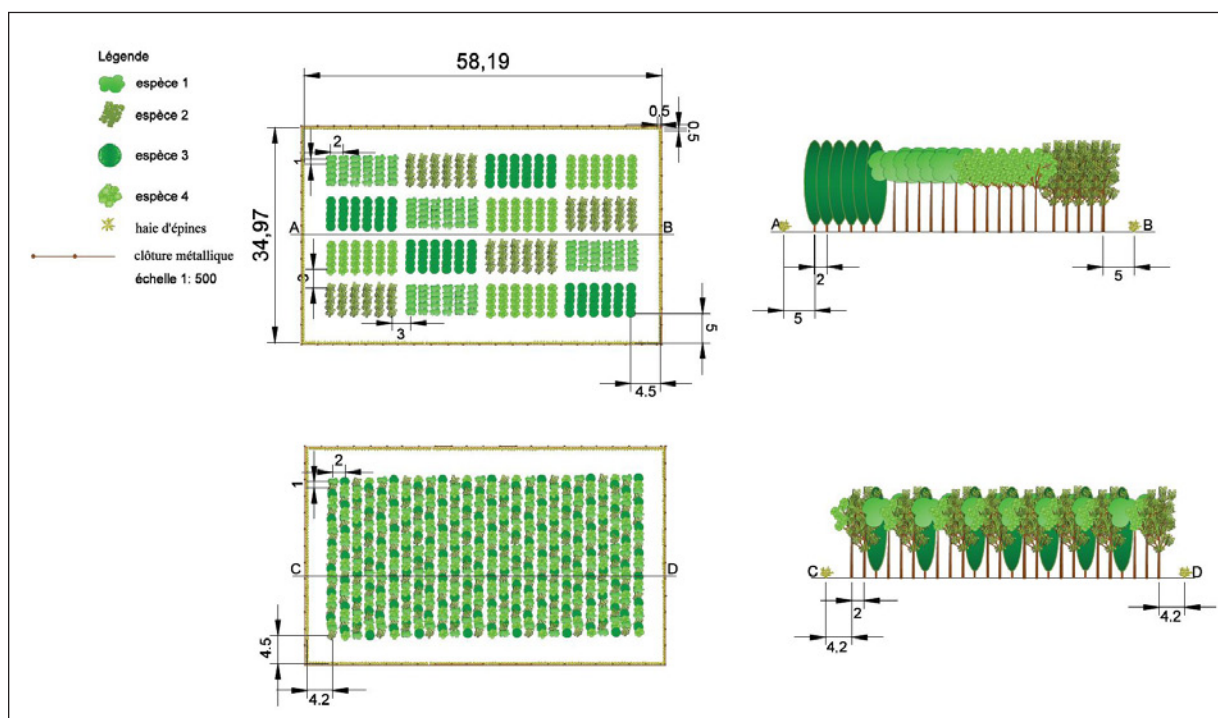 Légende
espèce 1
espèce 2
espèce 3
espèce 4
haie d'épines
clôture métallique
échelle 1: 500
58,19
0.5
0.5
2
1
34,97
A
B
3
3
5
4.5
A
B
2
5
5
2
1
C
D
4.5
4.2
C
D
2
4.2
4.2